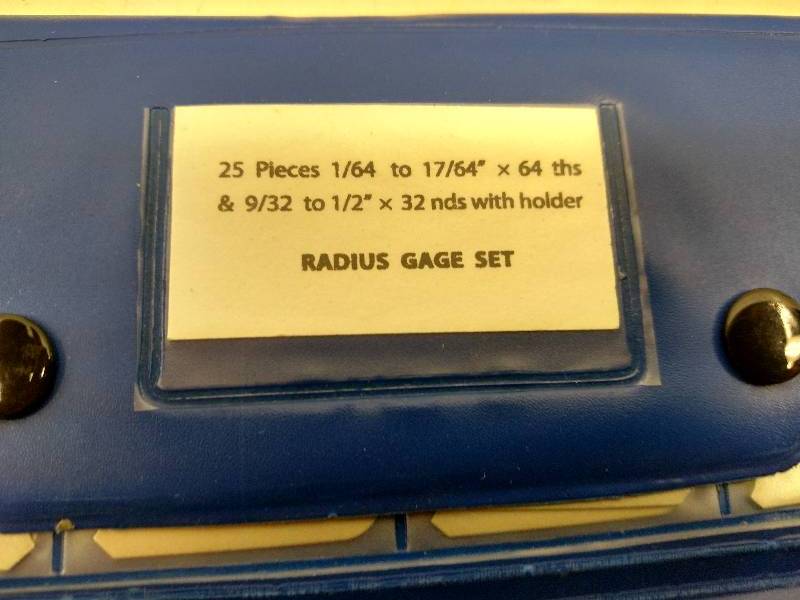 25 Pieces 1/64 to 17/64" × 64 ths
& 9/32 to 1/2" × 32 nds with holder
RADIUS GAGE SET